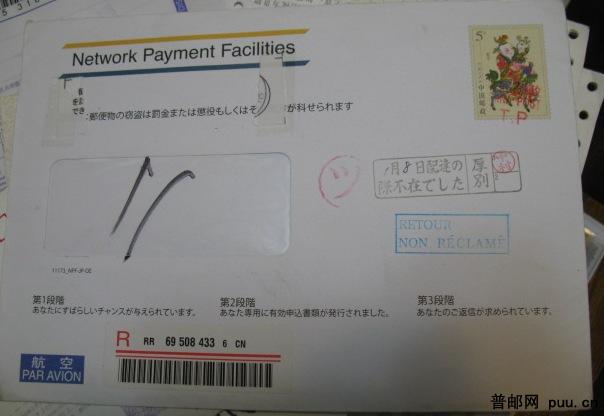 Network Payment Facilities
5元
中国邮政
T.P
できま
:郵便物の窃盗は罰金または懲役もしくはそ
が科せられます
1月8日配達の
際不在でした
厚
別
RETOUR
NON RÉCLAMÉ
11173_NPF-JP-DE
第1段階
あなたにすばらしいチャンスが与えられています。
第2段階
あなた専用に有効申込書類が発行されました。
第3段階
あなたのご返信が求められています。
航空
PAR AVION
R RR 69 508 433 6 CN
普邮网 puu.cn